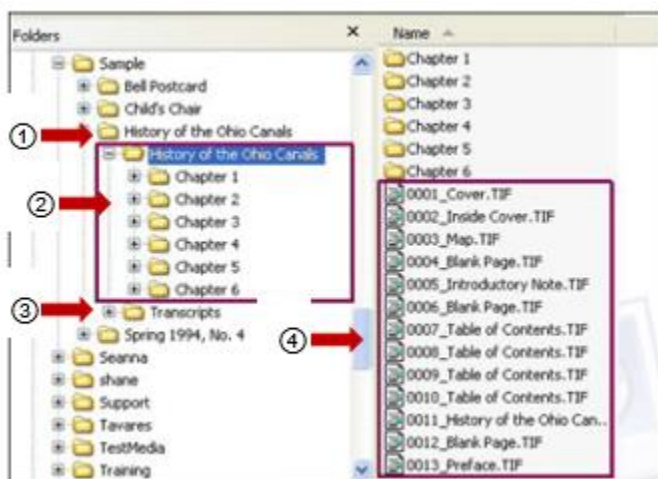 Folders
Sample
Bell Postcard
Child's Chair
① History of the Ohio Canals
History of the Ohio Canals
Chapter 1
② Chapter 2
Chapter 3
Chapter 4
Chapter 5
Chapter 6
③ Transcripts
Spring 1994, No. 4
Seanna
shane
Support
Tavares
TestMedia
Training
Name
Chapter 1
Chapter 2
Chapter 3
Chapter 4
Chapter 5
Chapter 6
0001_Cover.TIF
0002_Inside Cover.TIF
0003_Map.TIF
0004_Blank Page.TIF
0005_Introductory Note.TIF
0006_Blank Page.TIF
④ 0007_Table of Contents.TIF
0008_Table of Contents.TIF
0009_Table of Contents.TIF
0010_Table of Contents.TIF
0011_History of the Ohio Can...
0012_Blank Page.TIF
0013_Preface.TIF